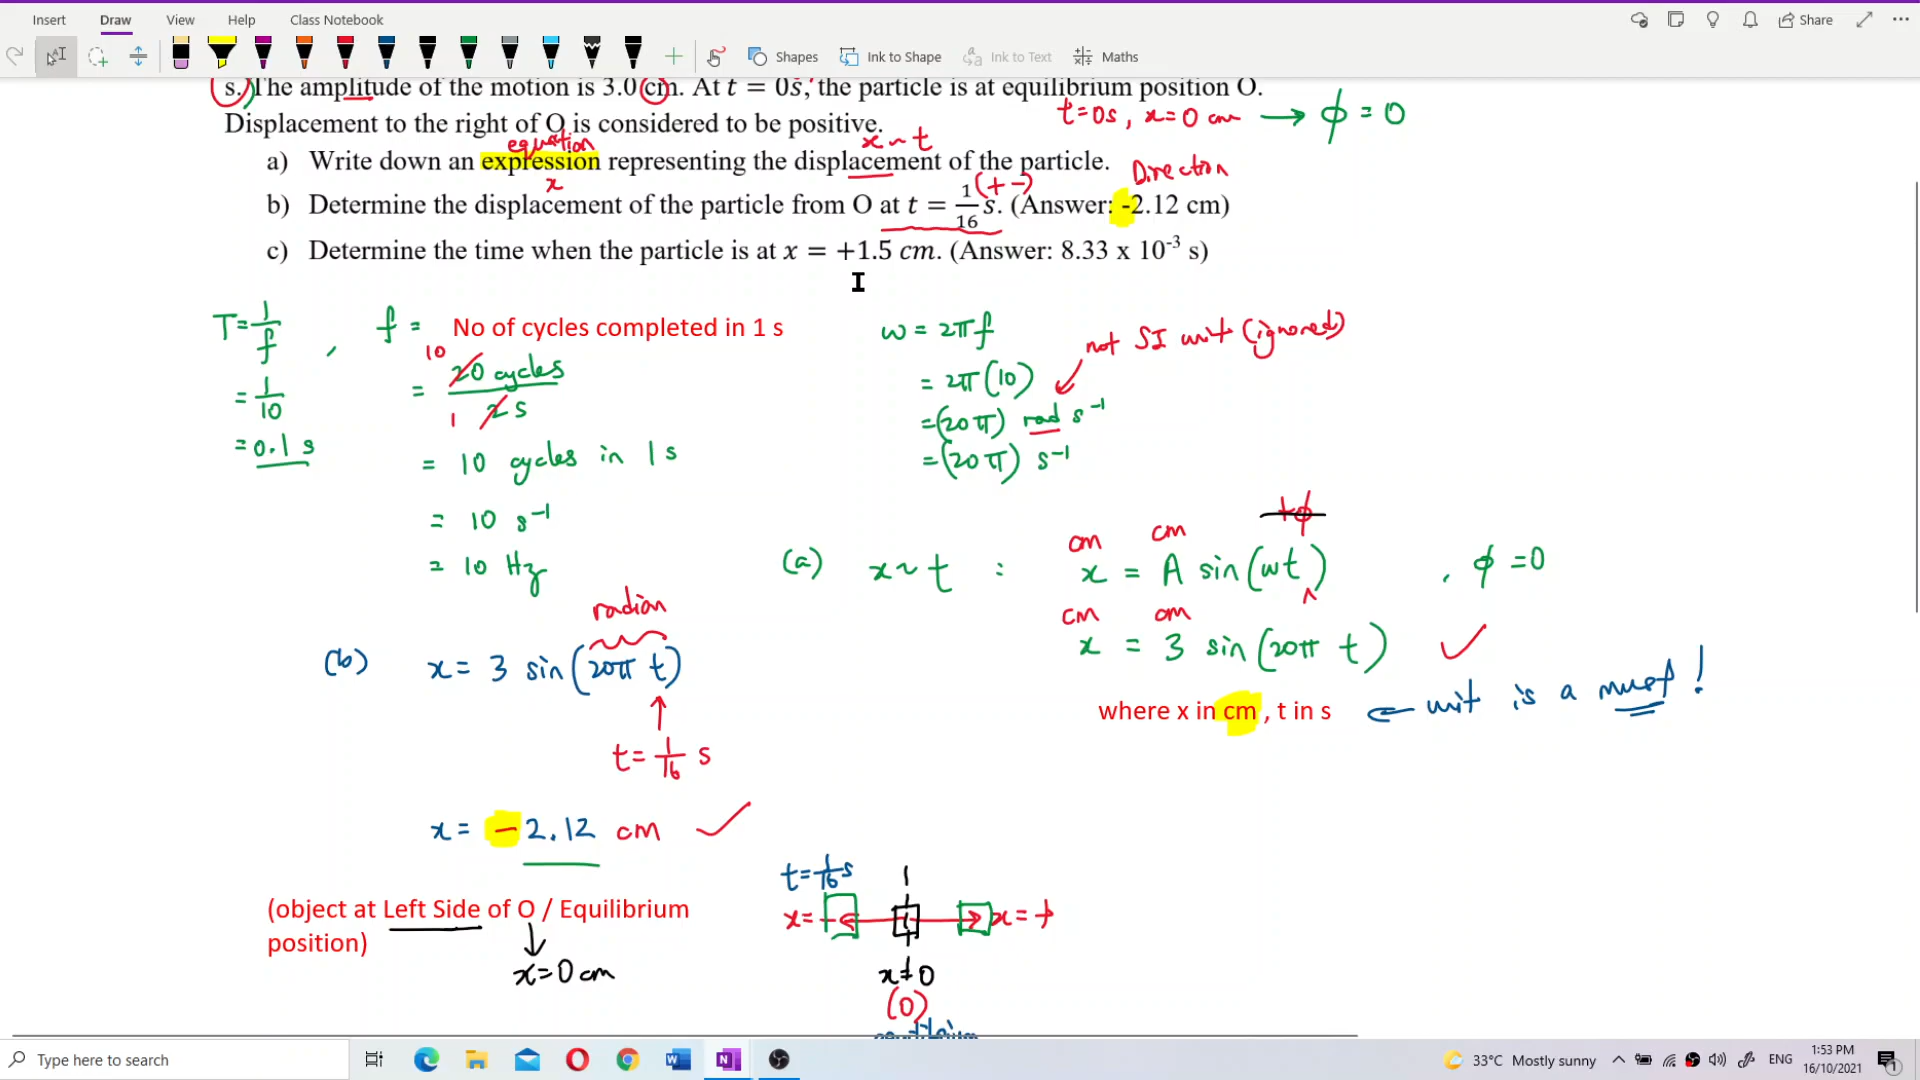 Insert Draw View Help Class Notebook
Share
Shapes Ink to Shape Ink to Text Maths
s. The amplitude of the motion is 3.0 cm. At t = 0s, the particle is at equilibrium position O.
t=0s, x=0 cm → ϕ = 0
Displacement to the right of O is considered to be positive.
equation x ~ t
a) Write down an expression representing the displacement of the particle.
x (+ -) Direction
b) Determine the displacement of the particle from O at t = 1/16 s. (Answer: -2.12 cm)
c) Determine the time when the particle is at x = +1.5 cm. (Answer: 8.33 x 10⁻³ s)
T = 1/f , f = No of cycles completed in 1 s
= 1/10
= 0.1 s
10
= 20 cycles / 2 s
1
= 10 cycles in 1 s
= 10 s⁻¹
= 10 Hz
ω = 2πf
= 2π(10)
= (20π) rad s⁻¹
= (20π) s⁻¹
not SI unit (ignored)
+ϕ
cm cm
(a) x ~ t : x = A sin(ωt) , ϕ = 0
cm cm
x = 3 sin(20π t)
where x in cm , t in s ← unit is a must!
radian
(b) x = 3 sin(20π t)
t = 1/16 s
x = - 2.12 cm
(object at Left Side of O / Equilibrium
position)
x = 0 cm
t = 1/16 s
x = - x = +
x = 0
(O)
Type here to search
33°C Mostly sunny ENG 1:53 PM
16/10/2021 1